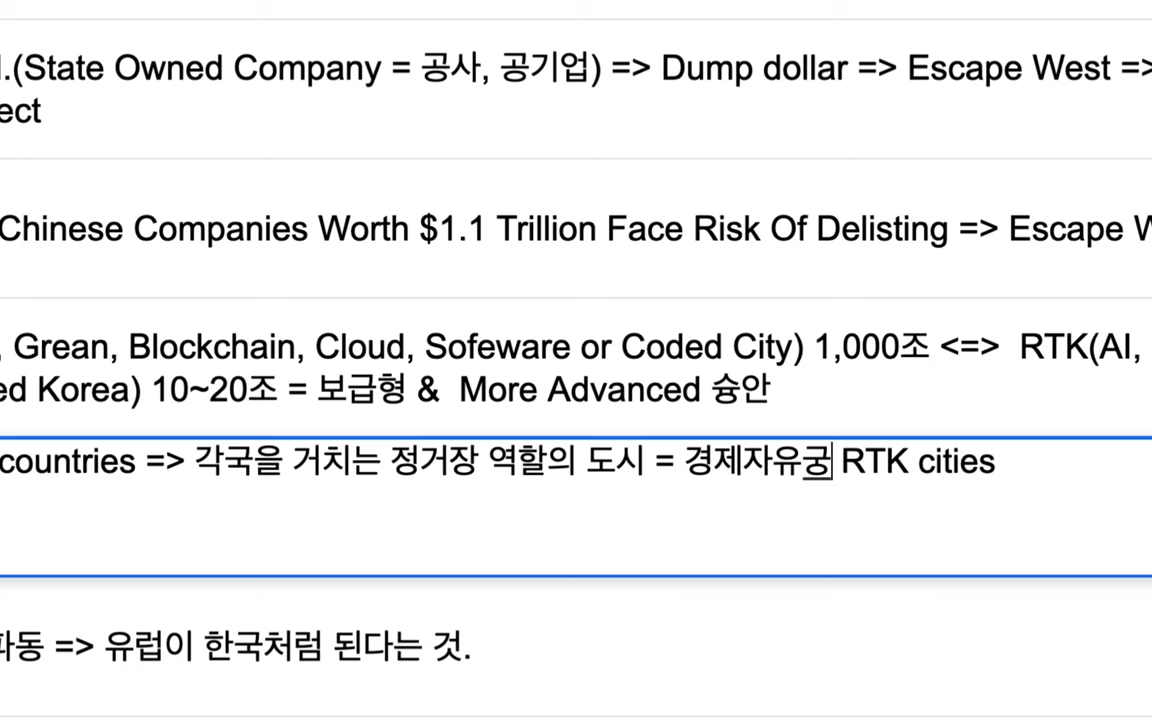 .(State Owned Company = 공사, 공기업) => Dump dollar => Escape West =>
ect
Chinese Companies Worth $1.1 Trillion Face Risk Of Delisting => Escape W
, Grean, Blockchain, Cloud, Sofeware or Coded City) 1,000조 <=> RTK(AI,
ed Korea) 10~20조 = 보급형 & More Advanced 슝안
countries => 각국을 거치는 정거장 역할의 도시 = 경제자유궁 RTK cities
파동 => 유럽이 한국처럼 된다는 것.